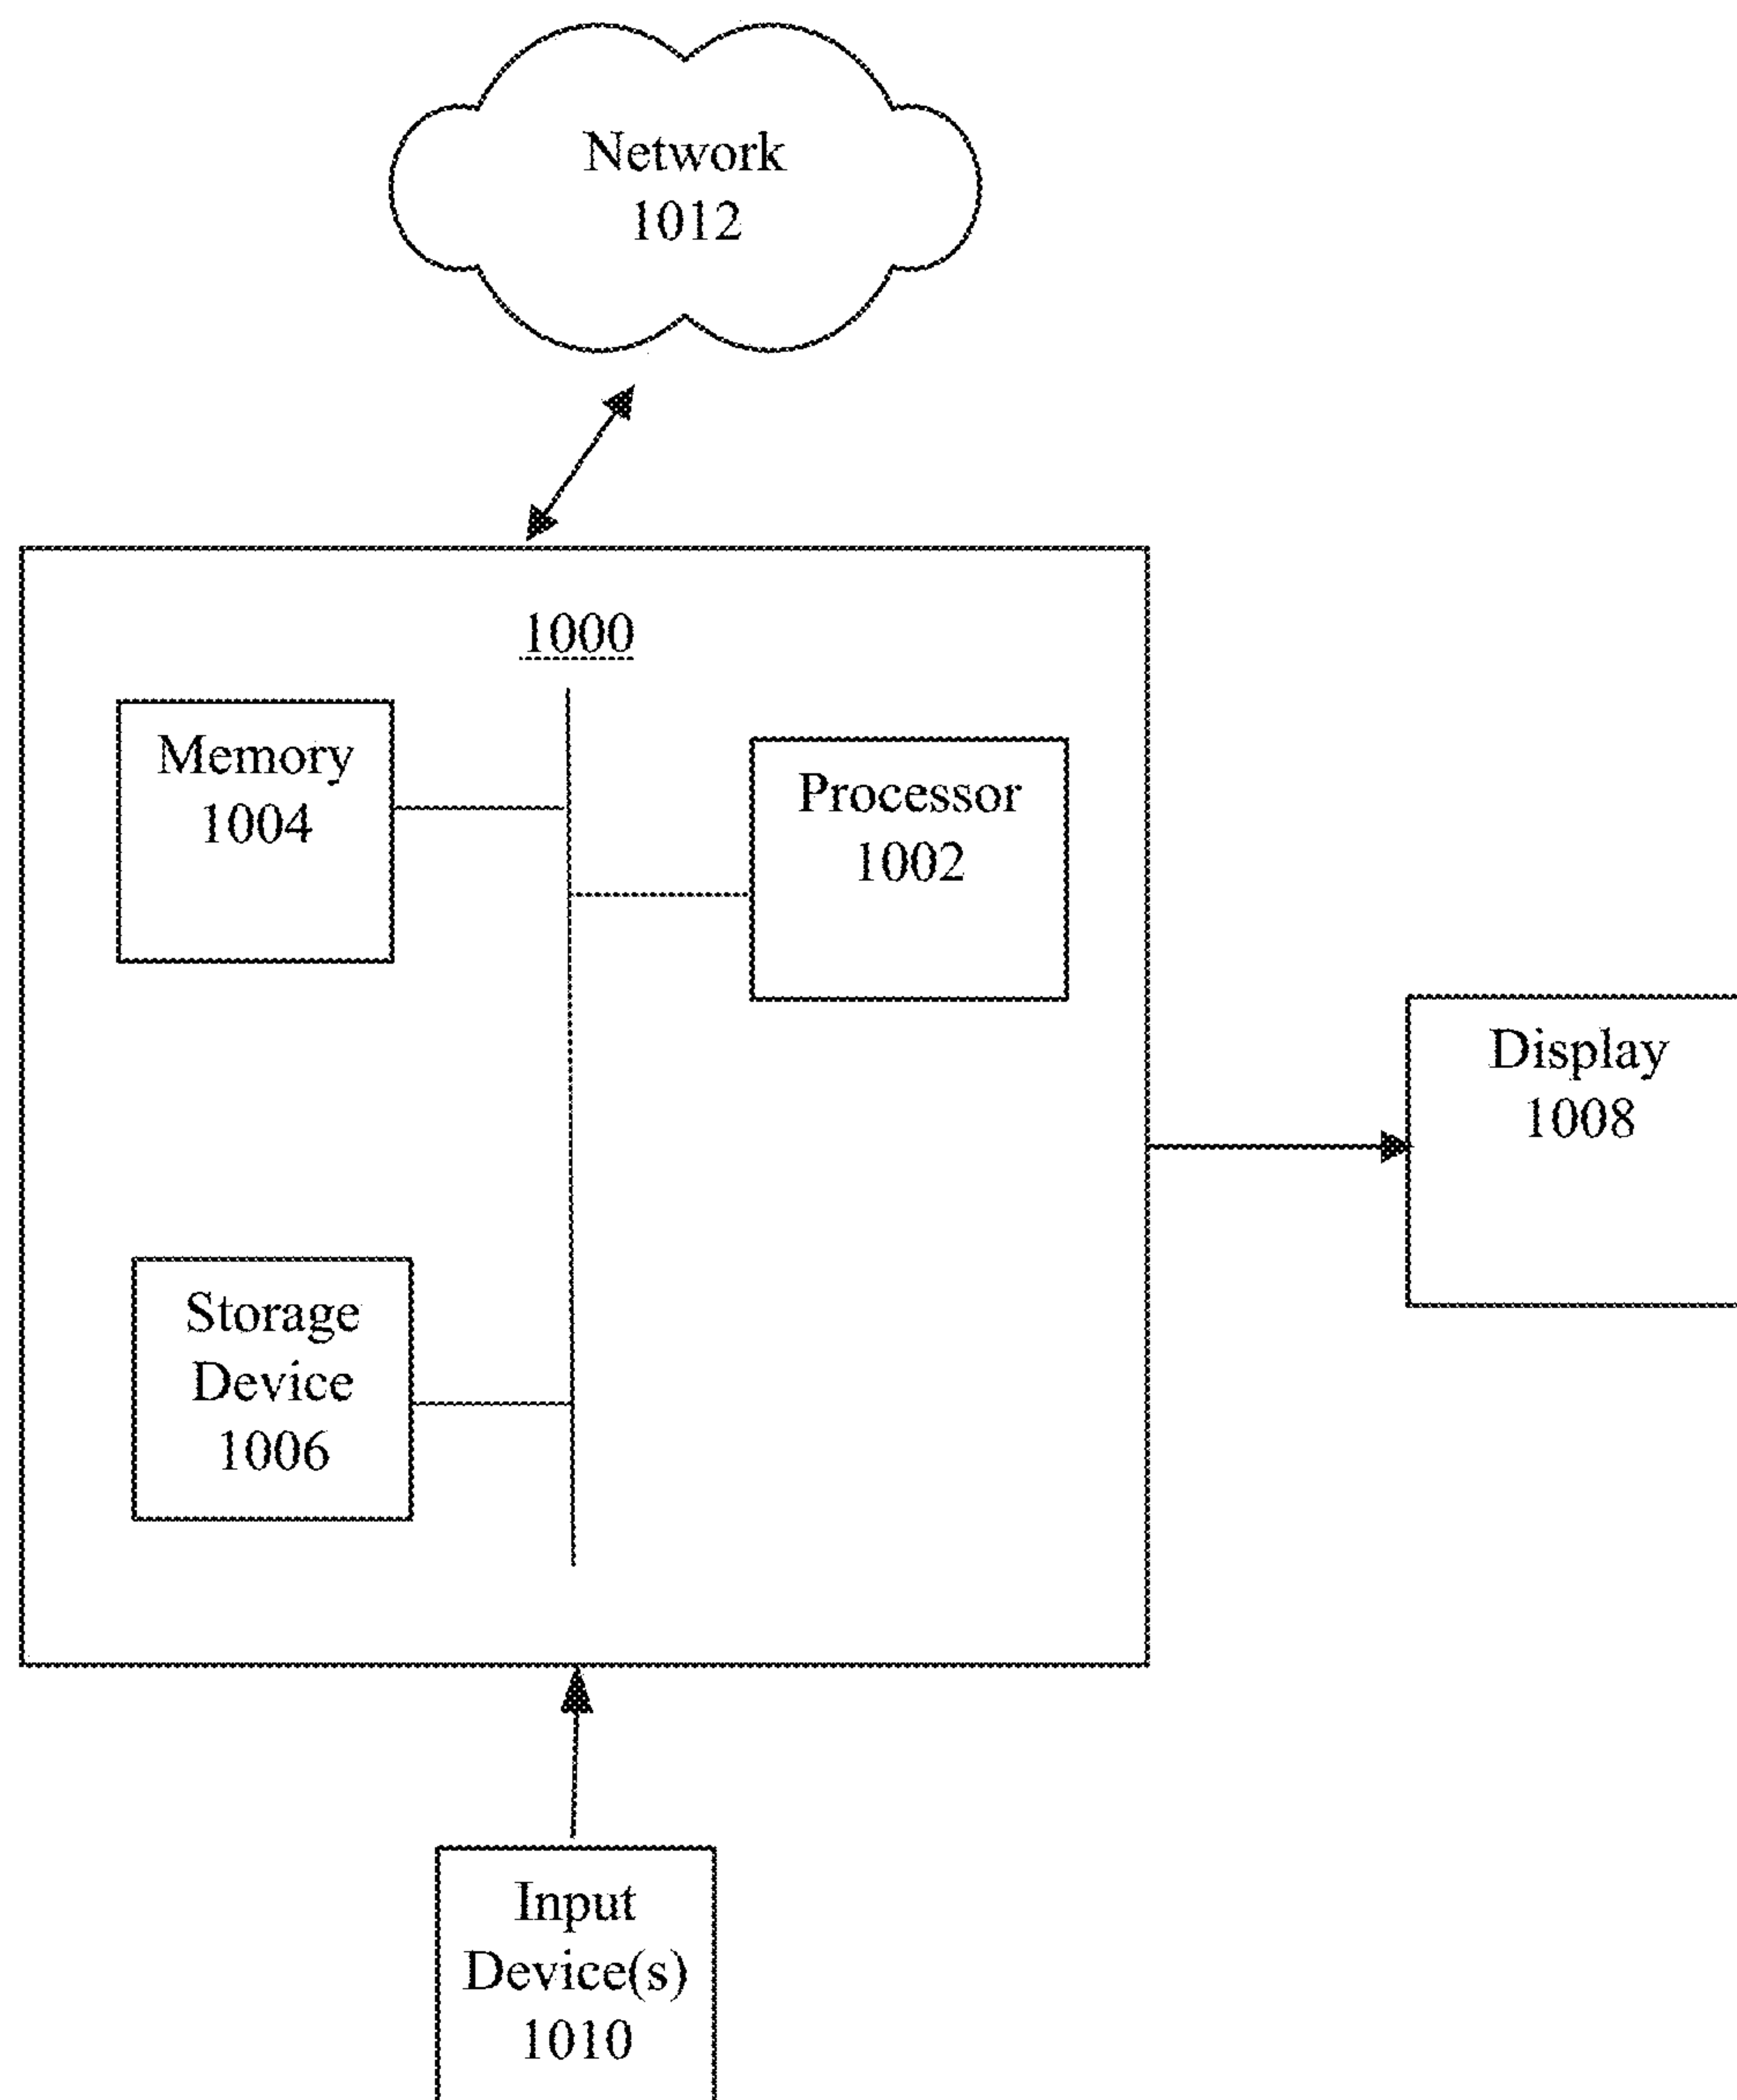 Network
1012
1000
Memory
1004
Processor
1002
Display
1008
Storage
Device
1006
Input
Device(s)
1010